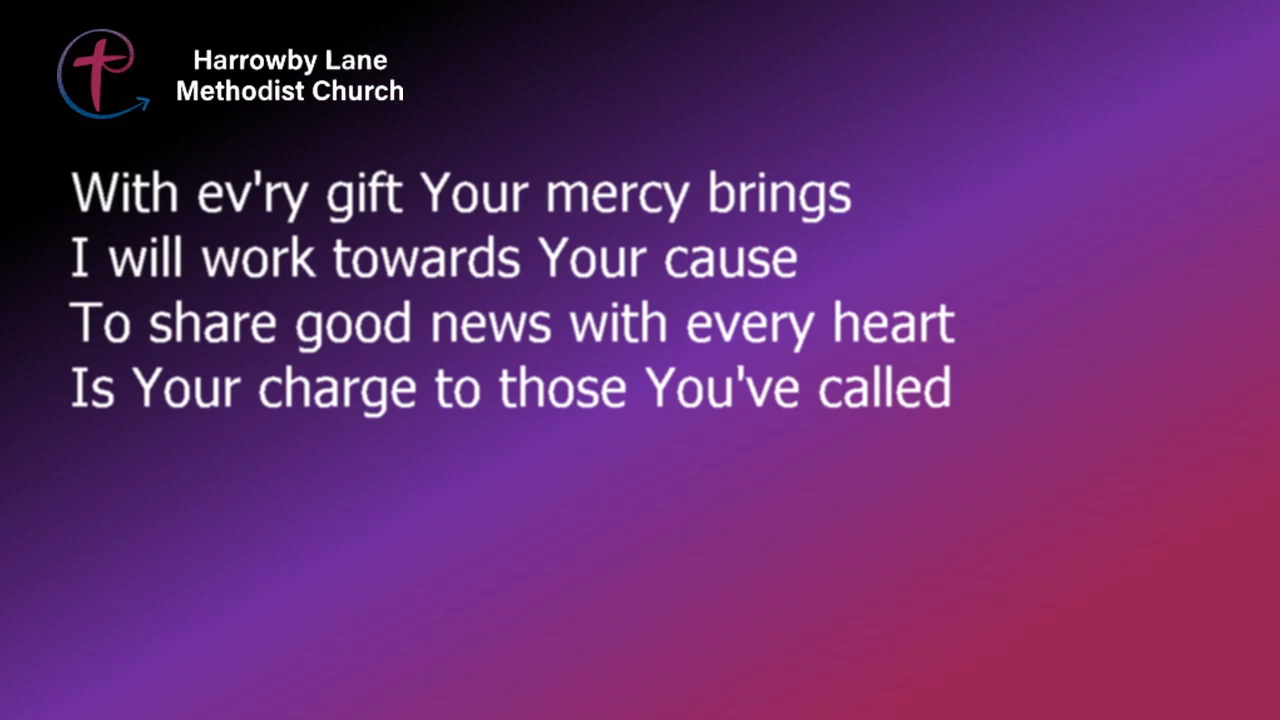 Harrowby Lane
Methodist Church
With ev'ry gift Your mercy brings
I will work towards Your cause
To share good news with every heart
Is Your charge to those You've called